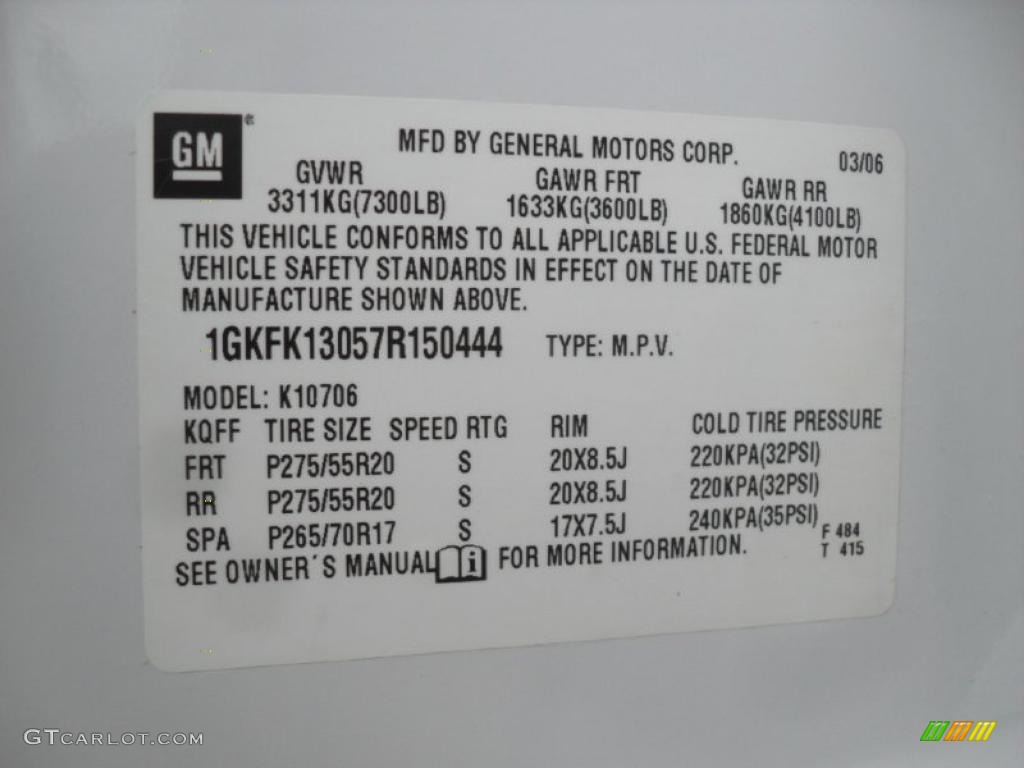 GM
MFD BY GENERAL MOTORS CORP. 03/06
GVWR GAWR FRT GAWR RR
3311KG(7300LB) 1633KG(3600LB) 1860KG(4100LB)
THIS VEHICLE CONFORMS TO ALL APPLICABLE U.S. FEDERAL MOTOR
VEHICLE SAFETY STANDARDS IN EFFECT ON THE DATE OF
MANUFACTURE SHOWN ABOVE.
1GKFK13057R150444 TYPE: M.P.V.
MODEL: K10706
KQFF TIRE SIZE SPEED RTG RIM COLD TIRE PRESSURE
FRT P275/55R20 S 20X8.5J 220KPA(32PSI)
RR P275/55R20 S 20X8.5J 220KPA(32PSI)
SPA P265/70R17 S 17X7.5J 240KPA(35PSI)
F 484
T 415
SEE OWNER'S MANUAL i FOR MORE INFORMATION.
GTCARLOT.COM